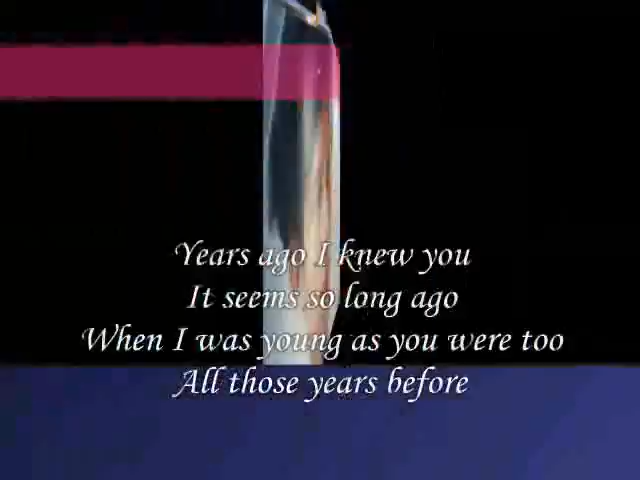 Years ago I knew you
It seems so long ago
When I was young as you were too
All those years before